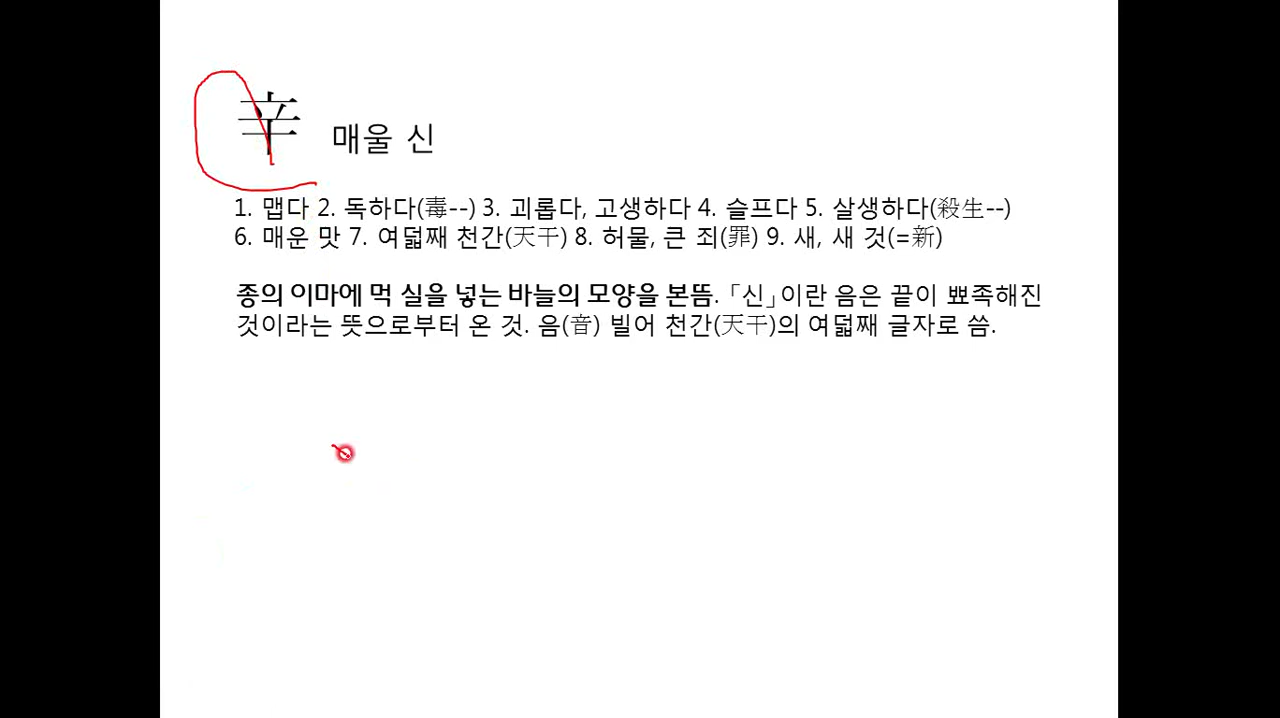 辛 매울 신
1. 맵다 2. 독하다(毒--) 3. 괴롭다, 고생하다 4. 슬프다 5. 살생하다(殺生--)
6. 매운 맛 7. 여덟째 천간(天干) 8. 허물, 큰 죄(罪) 9. 새, 새 것(=新)
종의 이마에 먹 실을 넣는 바늘의 모양을 본뜸. 「신」이란 음은 끝이 뾰족해진
것이라는 뜻으로부터 온 것. 음(音) 빌어 천간(天干)의 여덟째 글자로 씀.